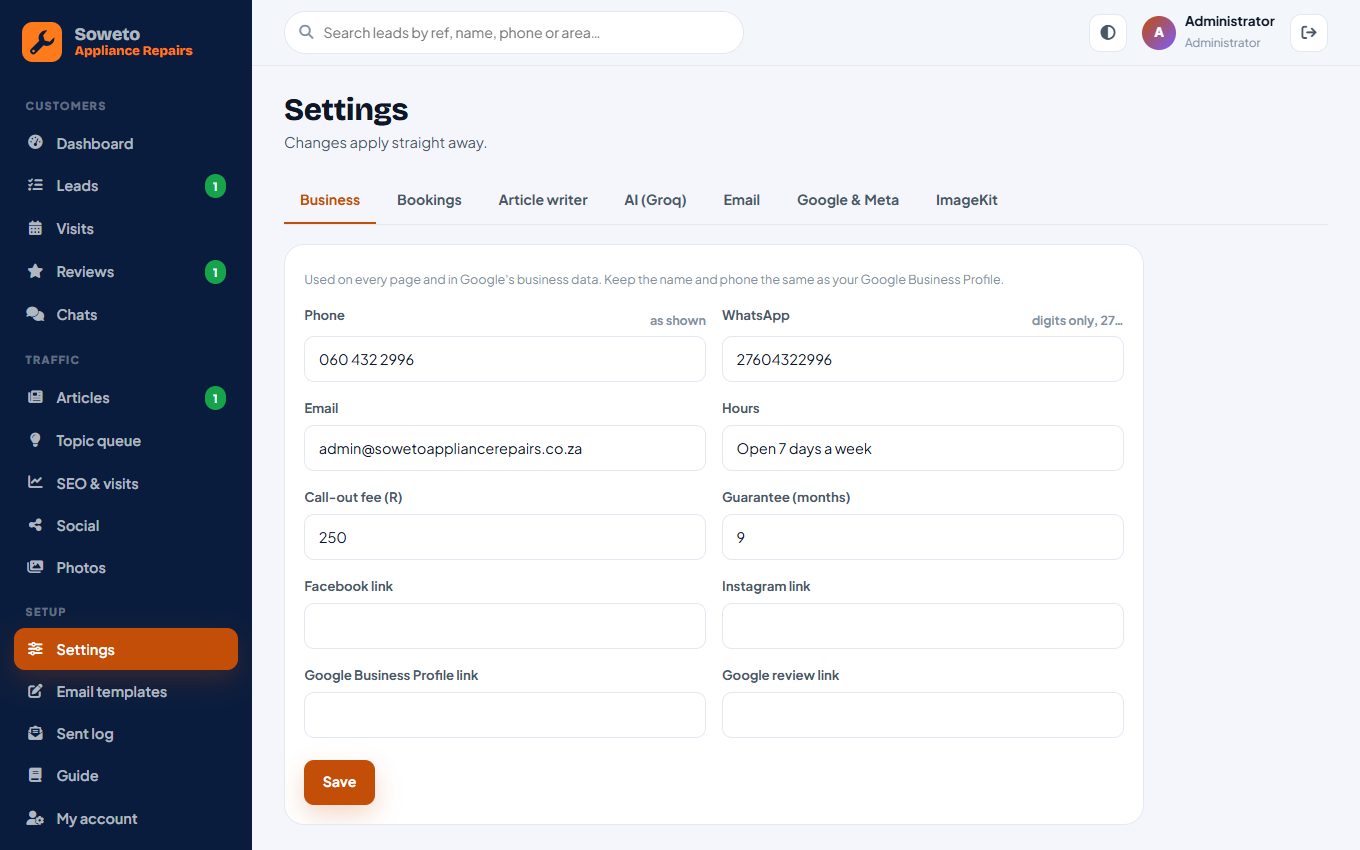 Soweto
Appliance Repairs
CUSTOMERS
Dashboard
Leads 1
Visits
Reviews 1
Chats
TRAFFIC
Articles 1
Topic queue
SEO & visits
Social
Photos
SETUP
Settings
Email templates
Sent log
Guide
My account
Search leads by ref, name, phone or area...
A
Administrator
Administrator
Settings
Changes apply straight away.
Business Bookings Article writer AI (Groq) Email Google & Meta ImageKit
Used on every page and in Google's business data. Keep the name and phone the same as your Google Business Profile.
Phone as shown WhatsApp digits only, 27...
060 432 2996 27604322996
Email Hours
admin@sowetoappliancerepairs.co.za Open 7 days a week
Call-out fee (R) Guarantee (months)
250 9
Facebook link Instagram link
Google Business Profile link Google review link
Save